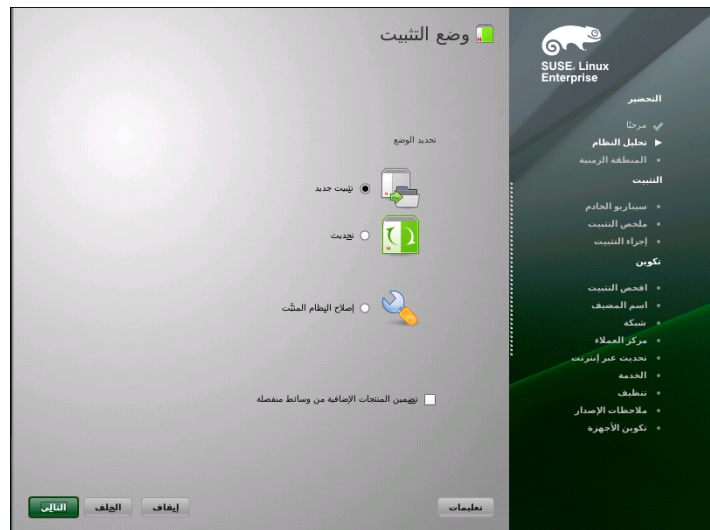 وضع التثبيت
تحديد الوضع
تثبيت جديد
تحديث
إصلاح النظام المثبَّت
تضمين المنتجات الإضافية من وسائط منفصلة
تعليمات
إيقاف
الخلف
التالي
SUSE. Linux
Enterprise
التحضير
مرحبًا
تحليل النظام
المنطقة الزمنية
التثبيت
سيناريو الخادم
ملخص التثبيت
إجراء التثبيت
تكوين
افحص التثبيت
اسم المضيف
شبكة
مركز العملاء
تحديث عبر إنترنت
الخدمة
تنظيف
ملاحظات الإصدار
تكوين الأجهزة